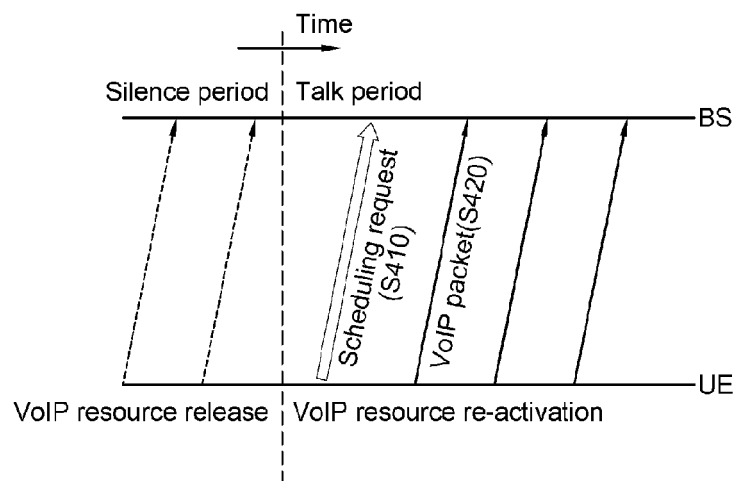 Time
Silence period
Talk period
BS
Scheduling request
(S410)
VoIP packet(S420)
UE
VoIP resource release
VoIP resource re-activation